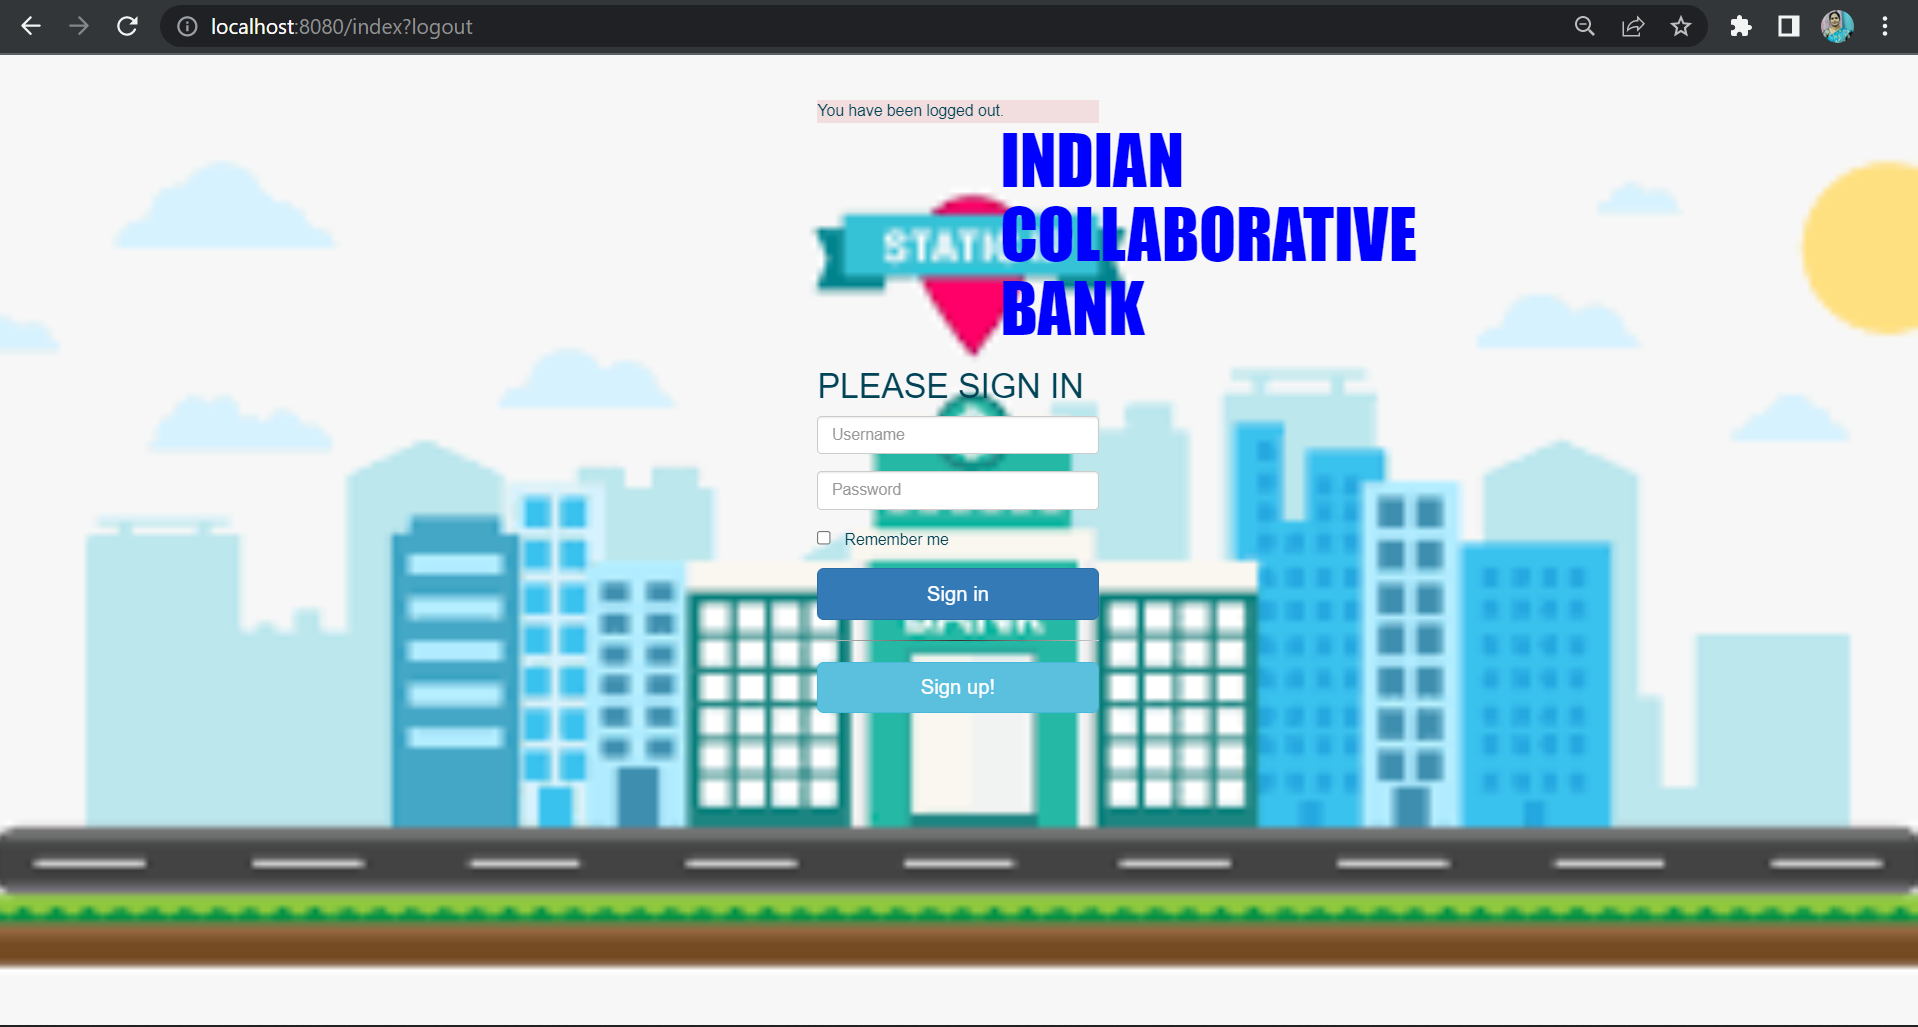 localhost:8080/index?logout
You have been logged out.
INDIAN
COLLABORATIVE
BANK
PLEASE SIGN IN
Username
Password
Remember me
Sign in
BANK
Sign up!